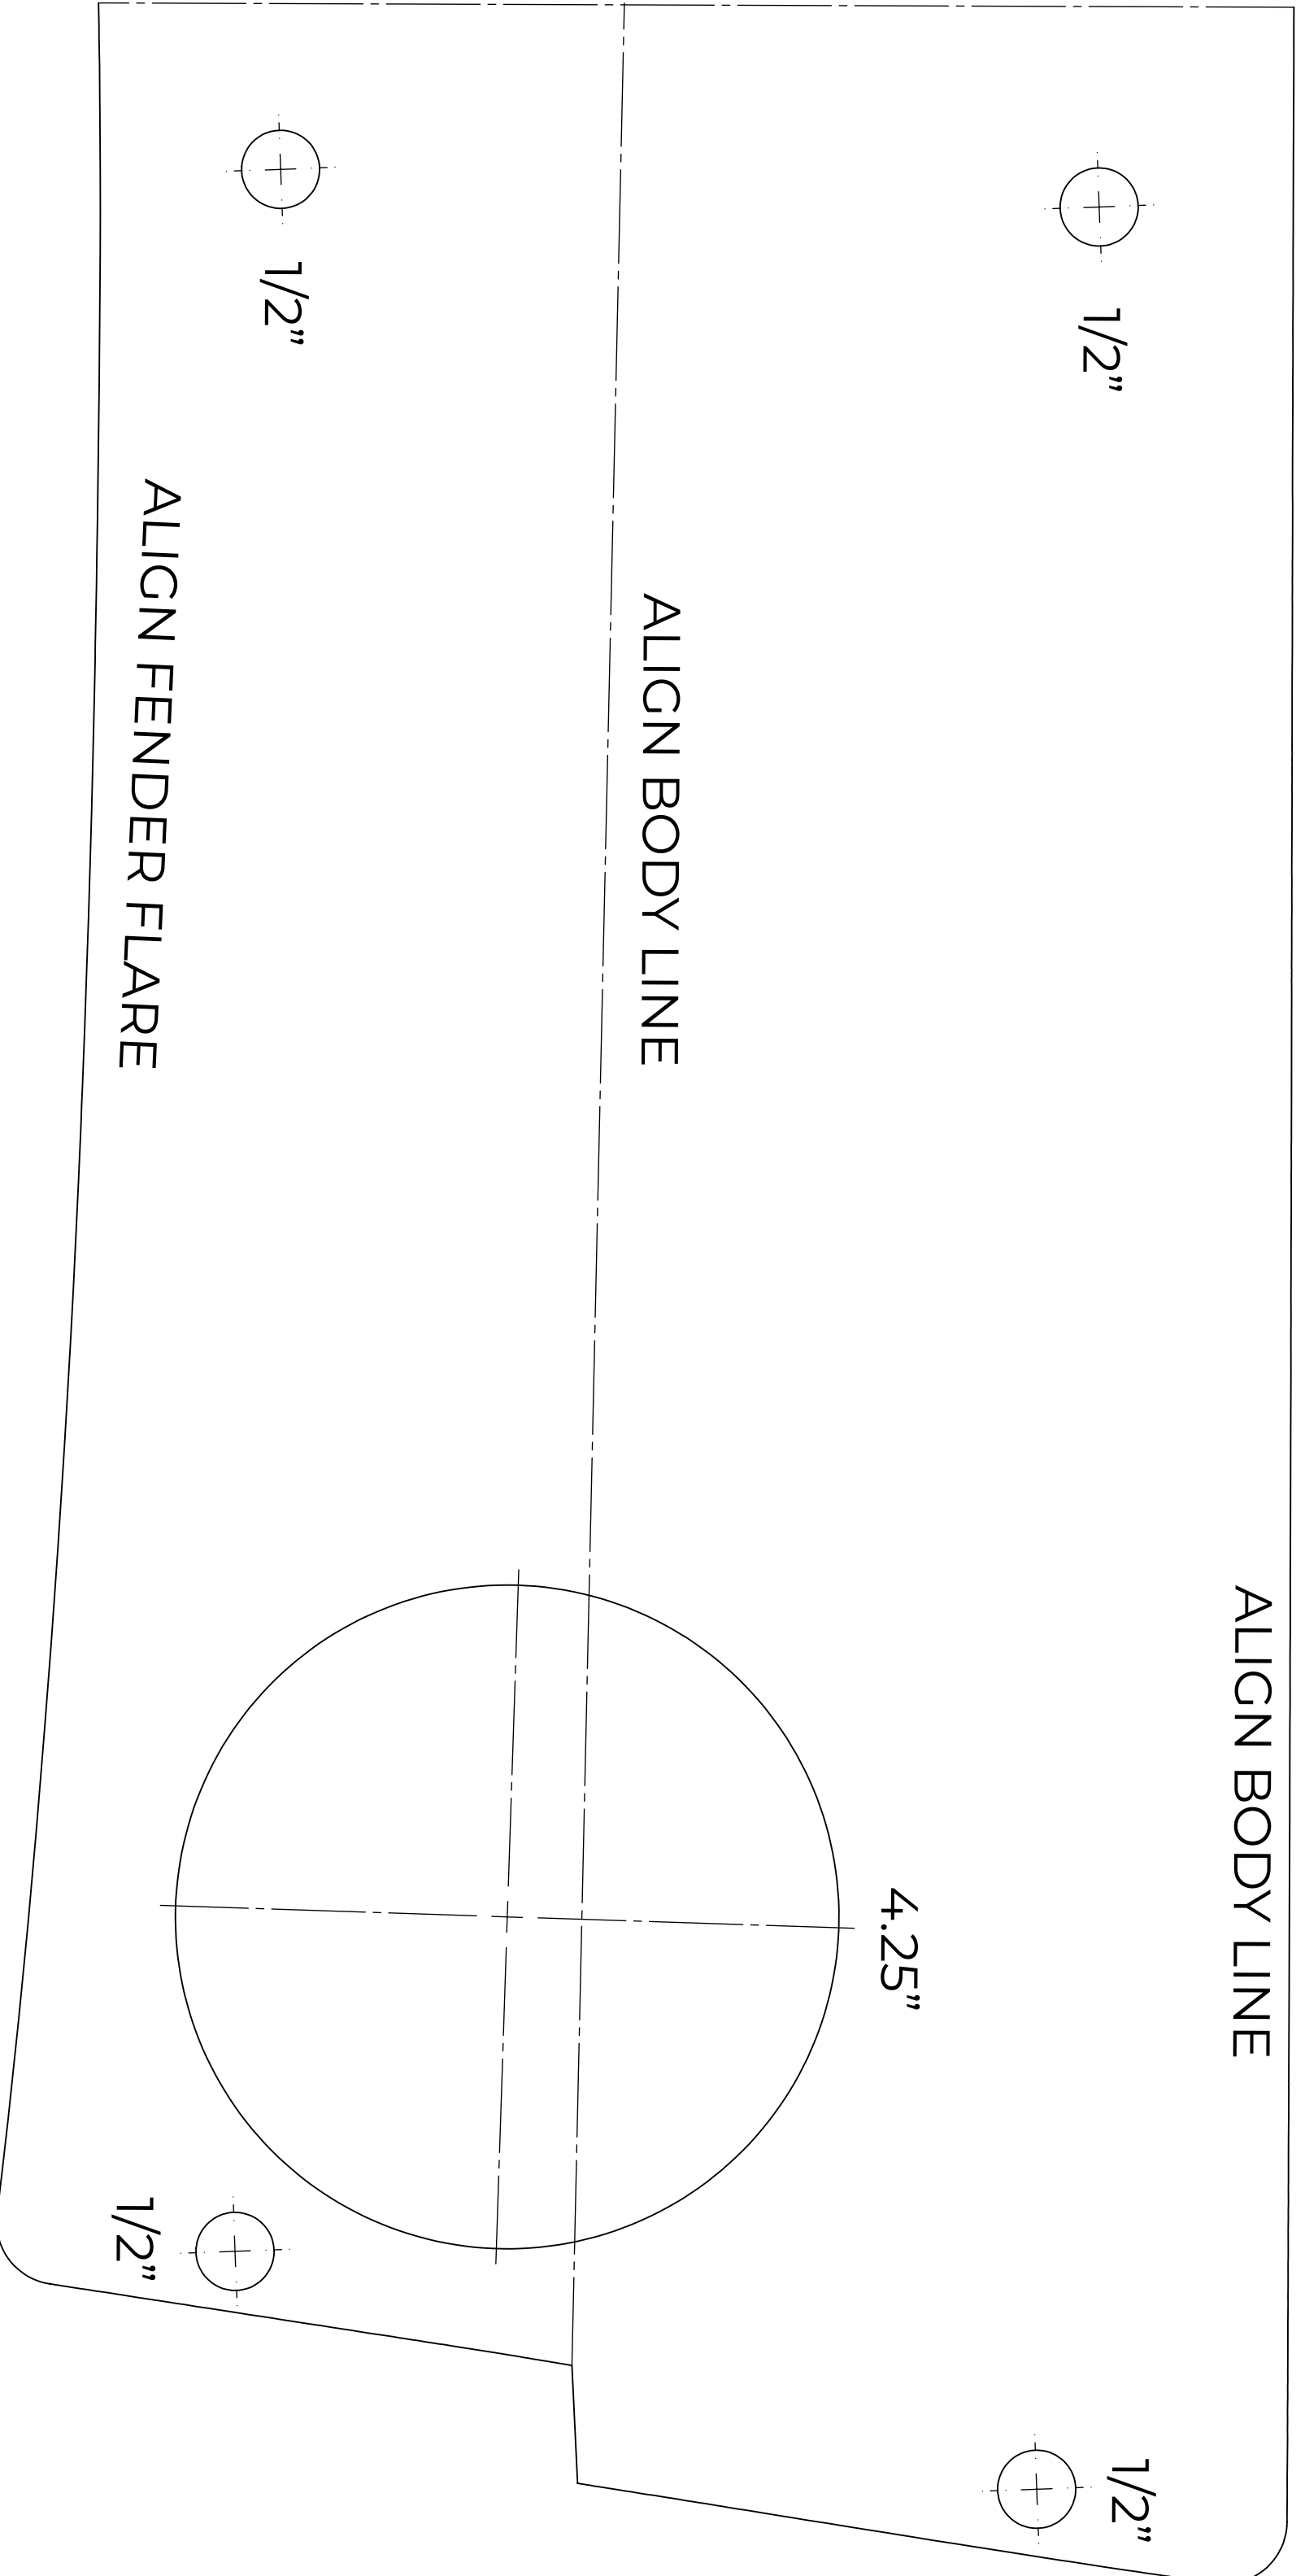 1/2”
1/2”
ALIGN BODY LINE
ALIGN BODY LINE
ALIGN FENDER FLARE
4.25”
1/2”
1/2”